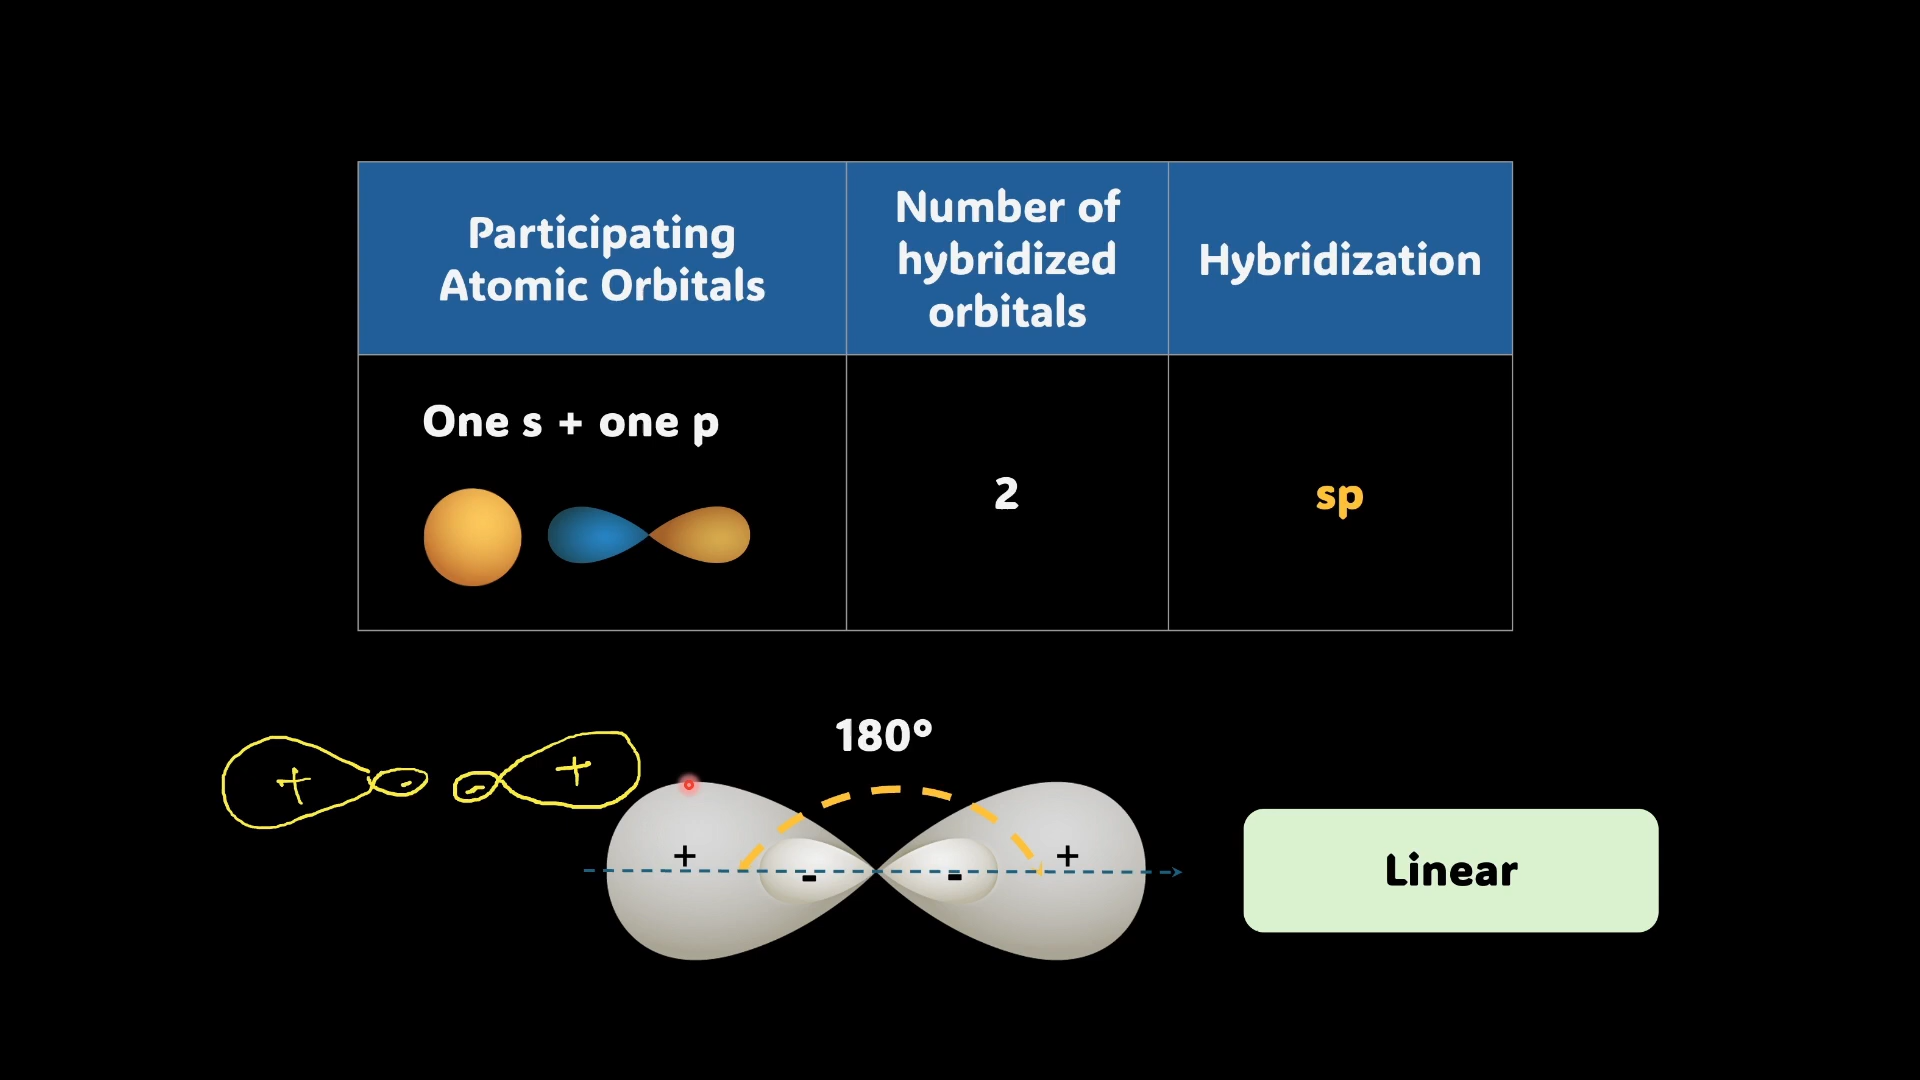 Participating
Atomic Orbitals
Number of
hybridized
orbitals
Hybridization
One s + one p
2
sp
180°
+ -
- +
+ - - +
Linear